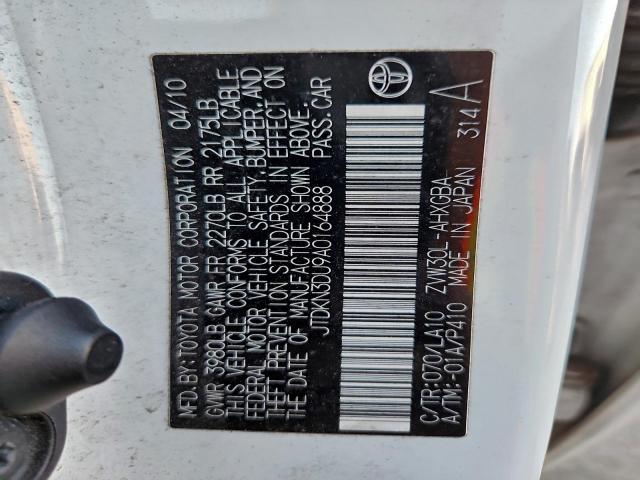 MFD.BY:TOYOTA MOTOR CORPORATION 04/10
GVWR 3980LB GAWR FR 2270LB RR 2175LB
THIS VEHICLE CONFORMS TO ALL APPLICABLE
FEDERAL MOTOR VEHICLE SAFETY,BUMPER,AND
THEFT PREVENTION STANDARDS IN EFFECT ON
THE DATE OF MANUFACTURE SHOWN ABOVE.
JTDKN3DU9A0164888 PASS.CAR
C/TR:070/LA10 ZVW30L-AHXGBA
A/TM:-01A/P410 MADE IN JAPAN 314A